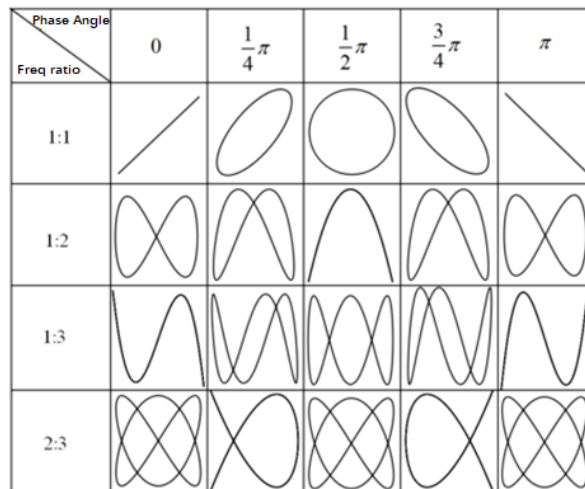 Phase Angle
Freq ratio
0
1/4 π
1/2 π
3/4 π
π
1:1
1:2
1:3
2:3